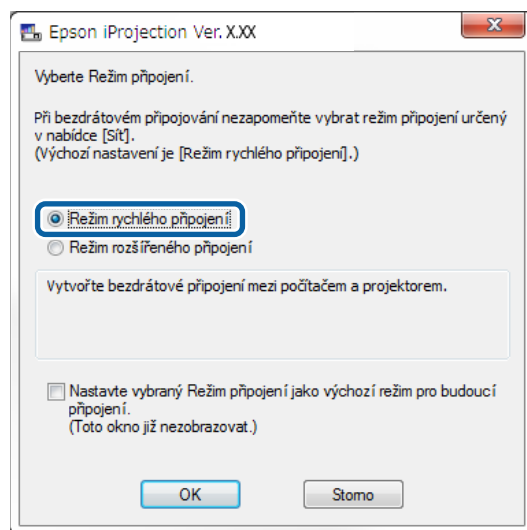 Epson iProjection Ver. X.XX
Vyberte Režim připojení.
Při bezdrátovém připojování nezapomeňte vybrat režim připojení určený
v nabídce [Síť].
(Výchozí nastavení je [Režim rychlého připojení].)
Režim rychlého připojení
Režim rozšířeného připojení
Vytvořte bezdrátové připojení mezi počítačem a projektorem.
Nastavte vybraný Režim připojení jako výchozí režim pro budoucí
připojení.
(Toto okno již nezobrazovat.)
OK
Storno